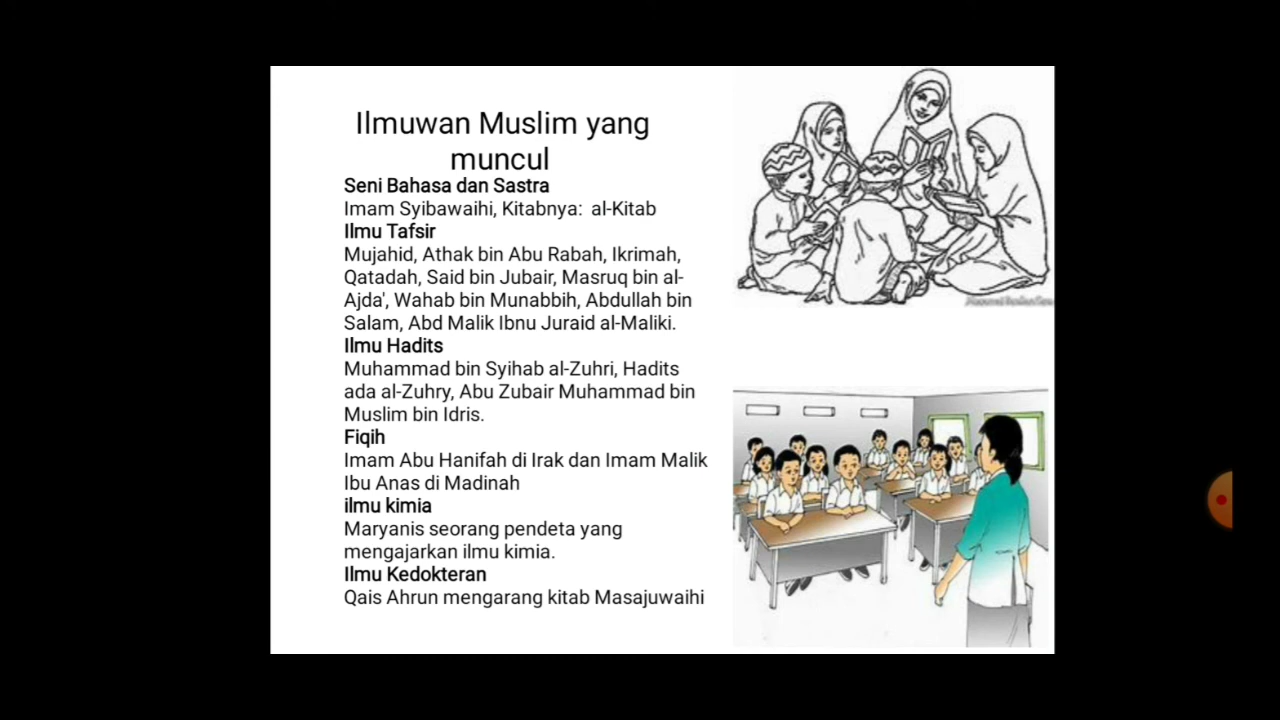 Ilmuwan Muslim yang
muncul
Seni Bahasa dan Sastra
Imam Syibawaihi, Kitabnya: al-Kitab
Ilmu Tafsir
Mujahid, Athak bin Abu Rabah, Ikrimah,
Qatadah, Said bin Jubair, Masruq bin al-
Ajda', Wahab bin Munabbih, Abdullah bin
Salam, Abd Malik Ibnu Juraid al-Maliki.
Ilmu Hadits
Muhammad bin Syihab al-Zuhri, Hadits
ada al-Zuhry, Abu Zubair Muhammad bin
Muslim bin Idris.
Fiqih
Imam Abu Hanifah di Irak dan Imam Malik
Ibu Anas di Madinah
ilmu kimia
Maryanis seorang pendeta yang
mengajarkan ilmu kimia.
Ilmu Kedokteran
Qais Ahrun mengarang kitab Masajuwaihi